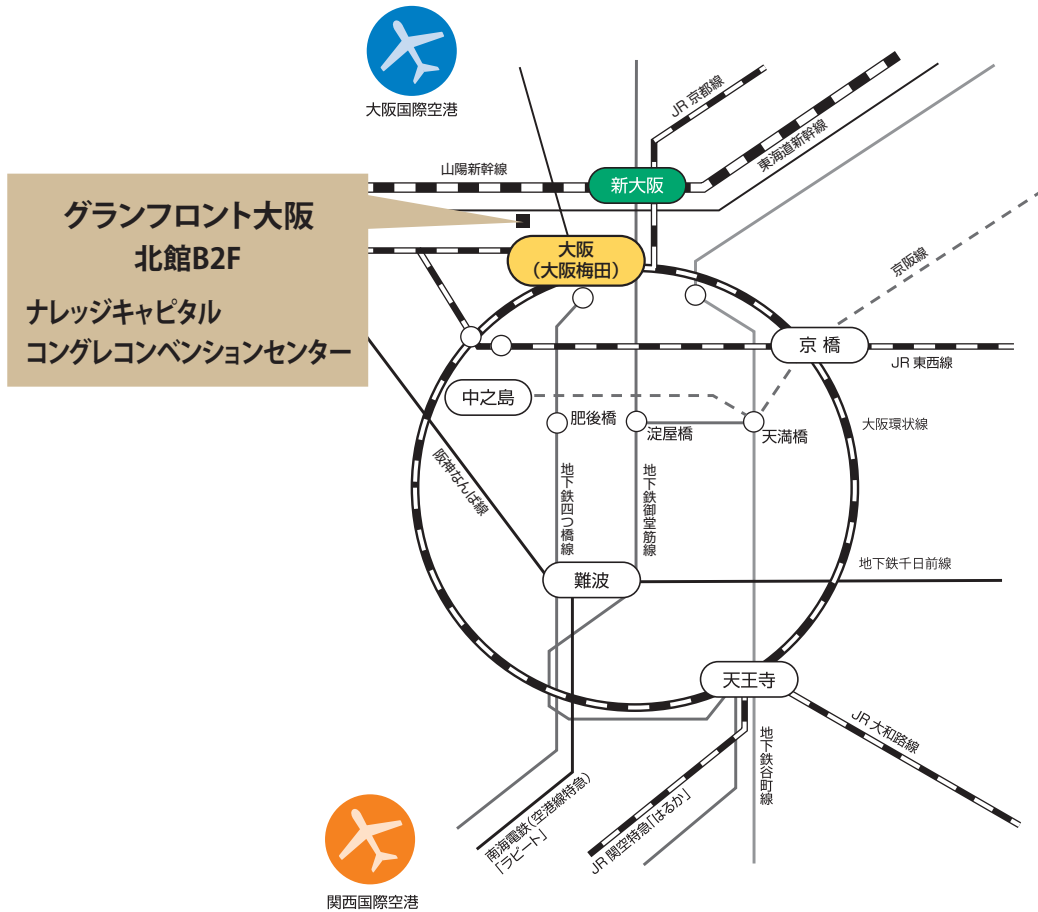 大阪国際空港
JR 京都線
東海道新幹線
山陽新幹線
新大阪
グランフロント大阪
北館B2F
ナレッジキャピタル
コングレコンベンションセンター
大阪
（大阪梅田）
京阪線
京橋
JR 東西線
中之島
肥後橋
淀屋橋
天満橋
大阪環状線
阪神なんば線
地下鉄四つ橋線
地下鉄御堂筋線
難波
地下鉄千日前線
天王寺
JR 大和路線
地下鉄谷町線
南海電鉄（空港線特急）
「ラピート」
JR 関空特急「はるか」
関西国際空港